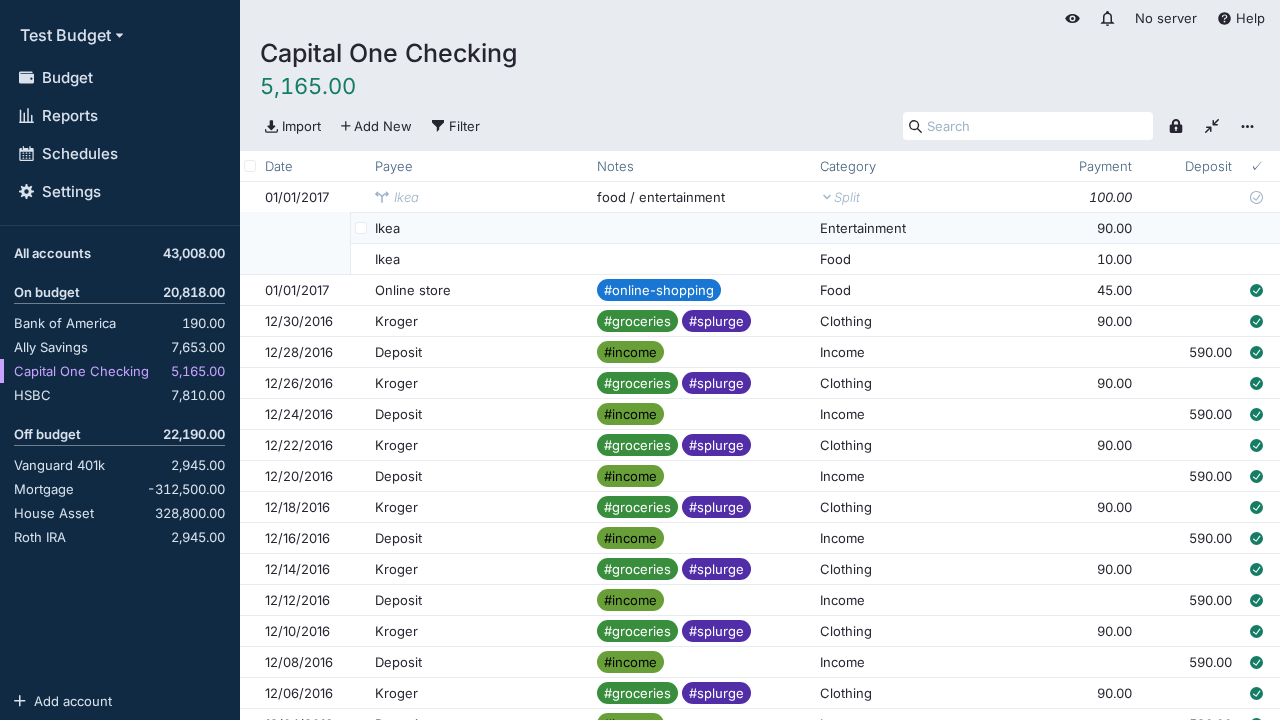 Test Budget
Budget
Reports
Schedules
Settings
All accounts 43,008.00
On budget 20,818.00
Bank of America 190.00
Ally Savings 7,653.00
Capital One Checking 5,165.00
HSBC 7,810.00
Off budget 22,190.00
Vanguard 401k 2,945.00
Mortgage -312,500.00
House Asset 328,800.00
Roth IRA 2,945.00
Add account
No server Help
Capital One Checking
5,165.00
Import Add New Filter Search
Date Payee Notes Category Payment Deposit ✓
01/01/2017 Ikea food / entertainment Split 100.00
Ikea Entertainment 90.00
Ikea Food 10.00
01/01/2017 Online store #online-shopping Food 45.00
12/30/2016 Kroger #groceries #splurge Clothing 90.00
12/28/2016 Deposit #income Income 590.00
12/26/2016 Kroger #groceries #splurge Clothing 90.00
12/24/2016 Deposit #income Income 590.00
12/22/2016 Kroger #groceries #splurge Clothing 90.00
12/20/2016 Deposit #income Income 590.00
12/18/2016 Kroger #groceries #splurge Clothing 90.00
12/16/2016 Deposit #income Income 590.00
12/14/2016 Kroger #groceries #splurge Clothing 90.00
12/12/2016 Deposit #income Income 590.00
12/10/2016 Kroger #groceries #splurge Clothing 90.00
12/08/2016 Deposit #income Income 590.00
12/06/2016 Kroger #groceries #splurge Clothing 90.00